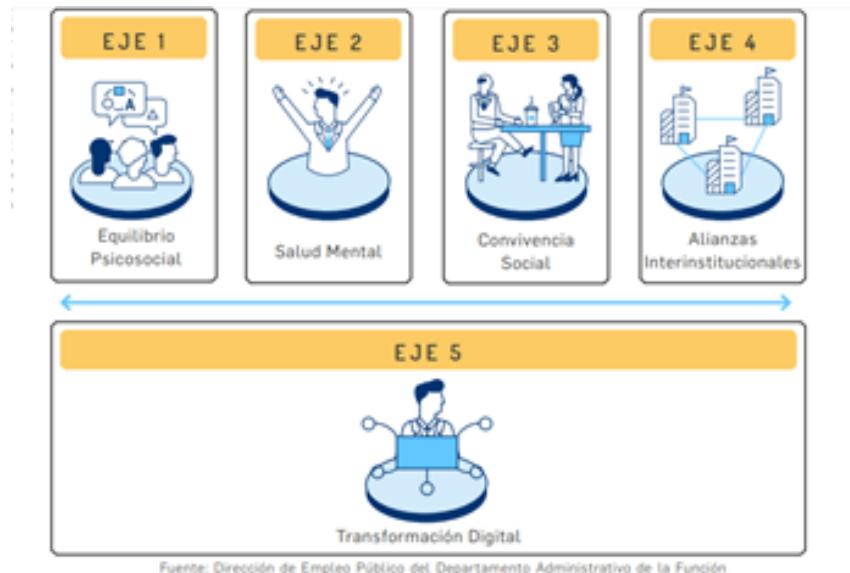 EJE 1
Equilibrio
Psicosocial
EJE 2
Salud Mental
EJE 3
Convivencia
Social
EJE 4
Alianzas
Interinstitucionales
EJE 5
Transformación Digital
Fuente: Dirección de Empleo Público del Departamento Administrativo de la Función